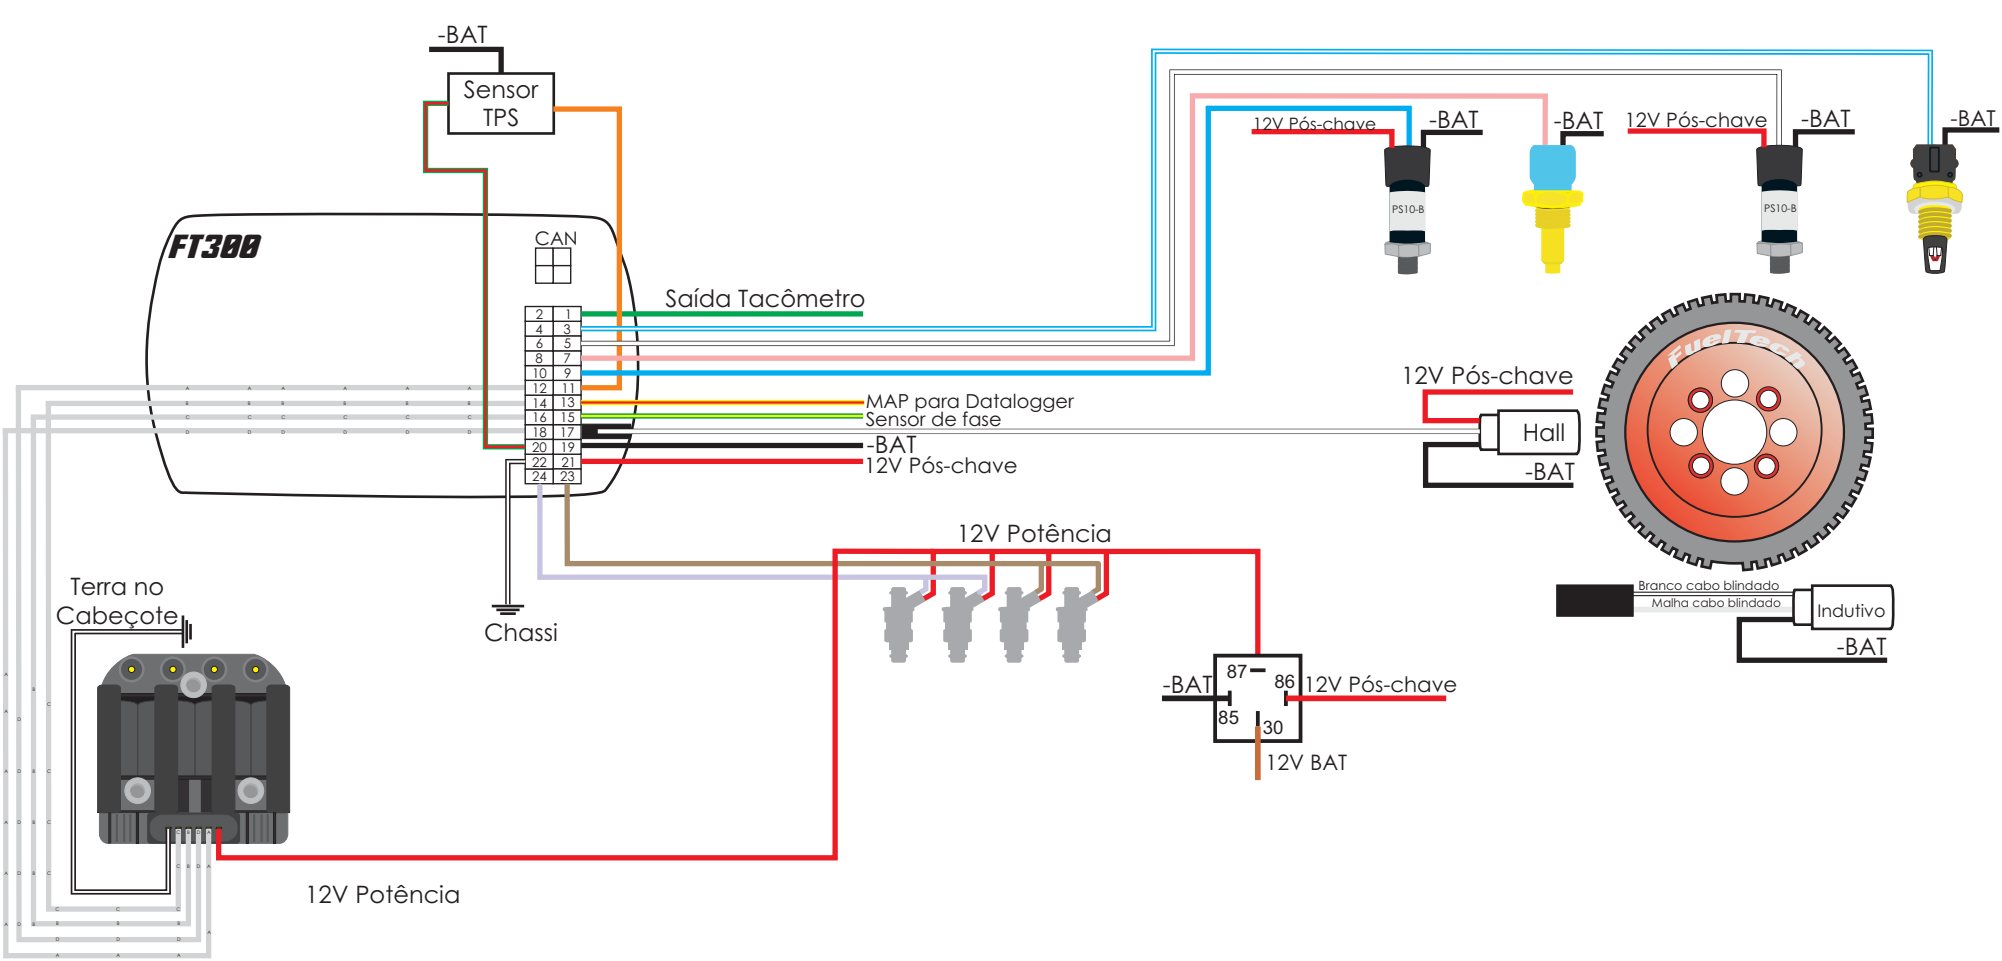 -BAT
Sensor
TPS
FT300
CAN
2 1
4 3
6 5
8 7
10 9
12 11
14 13
16 15
18 17
20 19
22 21
24 23
Saída Tacômetro
MAP para Datalogger
Sensor de fase
-BAT
12V Pós-chave
12V Pós-chave
-BAT
PS10-B
-BAT
12V Pós-chave
-BAT
PS10-B
-BAT
FuelTech
12V Pós-chave
Hall
-BAT
Branco cabo blindado
Malha cabo blindado
Indutivo
-BAT
Chassi
12V Potência
Terra no
Cabeçote
12V Potência
-BAT
87
86
85
30
12V Pós-chave
12V BAT
A A A A A A
B B B B B B
C C C C C C
D D D D D D